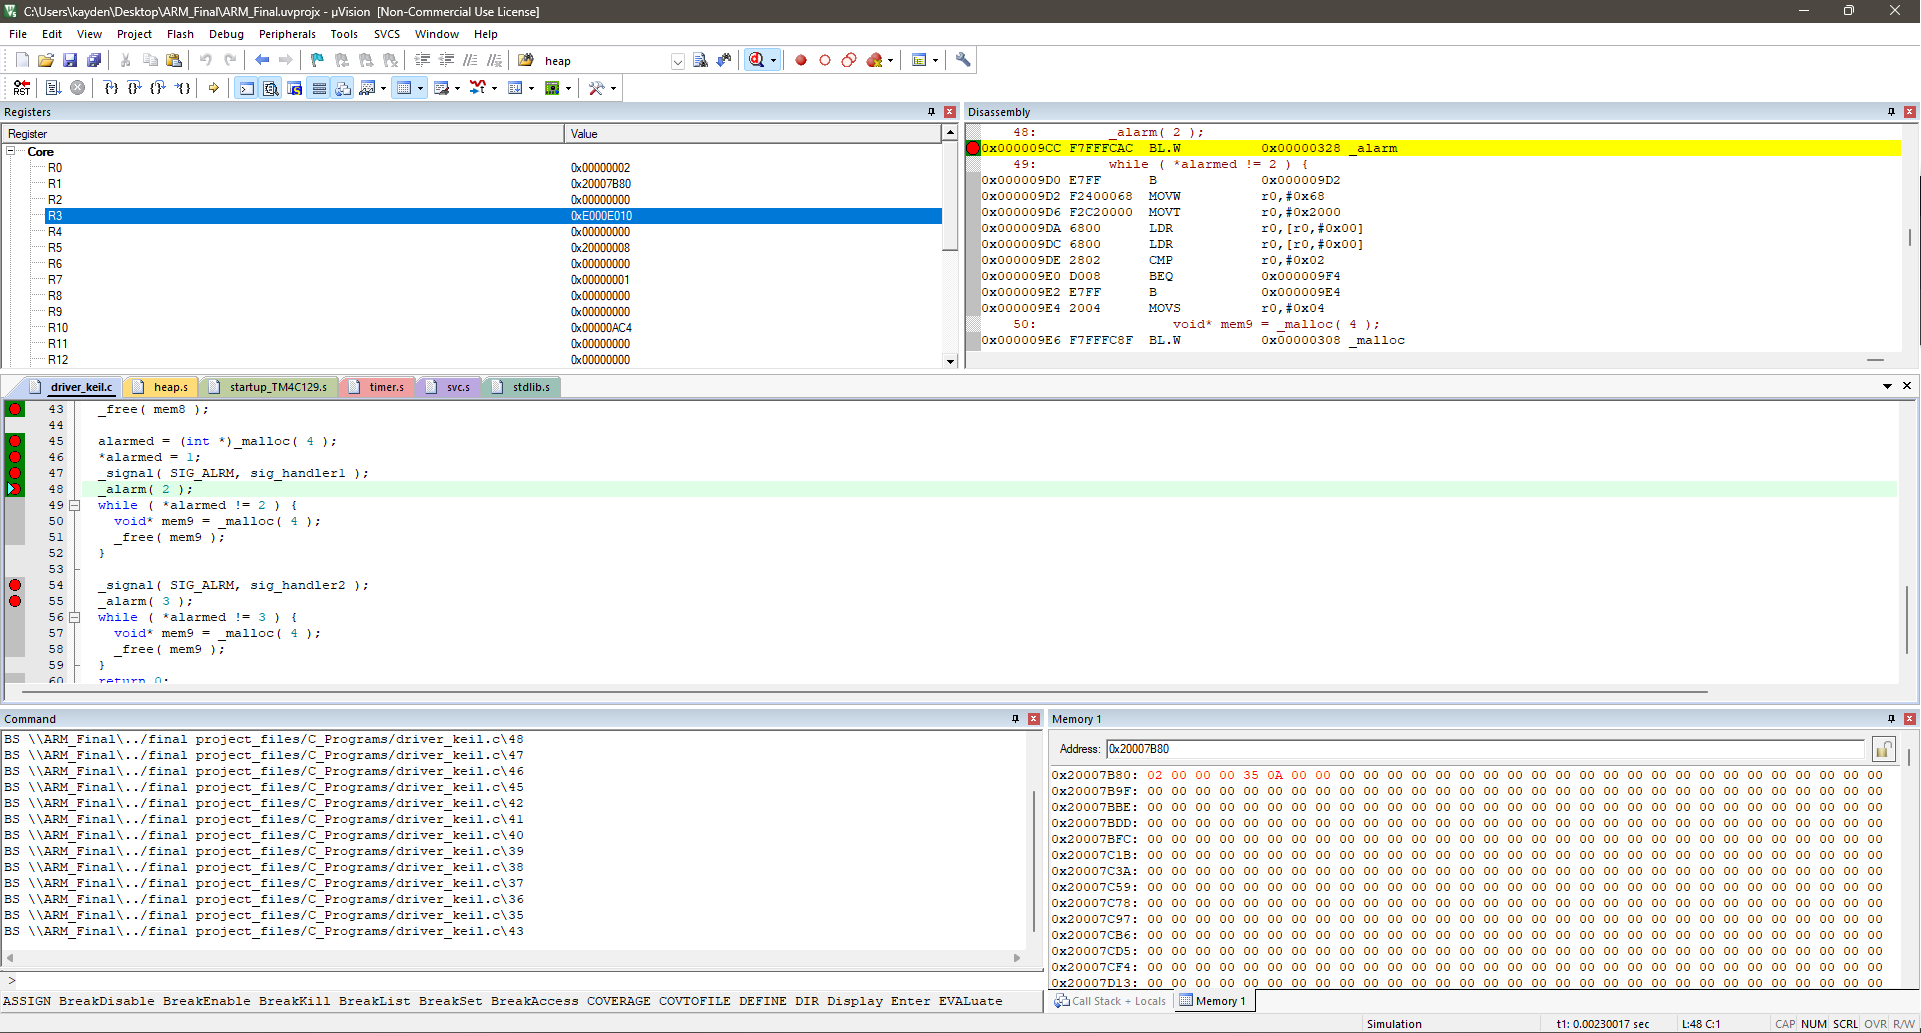 C:\Users\kayden\Desktop\ARM_Final\ARM_Final.uvprojx - µVision  [Non-Commercial Use License]
File Edit View Project Flash Debug Peripherals Tools SVCS Window Help
heap
RST
Registers
Register Value
Core
R0 0x00000002
R1 0x20007B80
R2 0x00000000
R3 0xE000E010
R4 0x00000000
R5 0x20000008
R6 0x00000000
R7 0x00000001
R8 0x00000000
R9 0x00000000
R10 0x00000AC4
R11 0x00000000
R12 0x00000000
Disassembly
48: _alarm( 2 );
0x000009CC F7FFFCAC BL.W 0x00000328 _alarm
49: while ( *alarmed != 2 ) {
0x000009D0 E7FF B 0x000009D2
0x000009D2 F2400068 MOVW r0,#0x68
0x000009D6 F2C20000 MOVT r0,#0x2000
0x000009DA 6800 LDR r0,[r0,#0x00]
0x000009DC 6800 LDR r0,[r0,#0x00]
0x000009DE 2802 CMP r0,#0x02
0x000009E0 D008 BEQ 0x000009F4
0x000009E2 E7FF B 0x000009E4
0x000009E4 2004 MOVS r0,#0x04
50: void* mem9 = _malloc( 4 );
0x000009E6 F7FFFC8F BL.W 0x00000308 _malloc
driver_keil.c heap.s startup_TM4C129.s timer.s svc.s stdlib.s
43 _free( mem8 );
44
45 alarmed = (int *)_malloc( 4 );
46 *alarmed = 1;
47 _signal( SIG_ALRM, sig_handler1 );
48 _alarm( 2 );
49 while ( *alarmed != 2 ) {
50 void* mem9 = _malloc( 4 );
51 _free( mem9 );
52 }
53
54 _signal( SIG_ALRM, sig_handler2 );
55 _alarm( 3 );
56 while ( *alarmed != 3 ) {
57 void* mem9 = _malloc( 4 );
58 _free( mem9 );
59 }
60 return 0;
Command
BS \\ARM_Final\../final project_files/C_Programs/driver_keil.c\48
BS \\ARM_Final\../final project_files/C_Programs/driver_keil.c\47
BS \\ARM_Final\../final project_files/C_Programs/driver_keil.c\46
BS \\ARM_Final\../final project_files/C_Programs/driver_keil.c\45
BS \\ARM_Final\../final project_files/C_Programs/driver_keil.c\42
BS \\ARM_Final\../final project_files/C_Programs/driver_keil.c\41
BS \\ARM_Final\../final project_files/C_Programs/driver_keil.c\40
BS \\ARM_Final\../final project_files/C_Programs/driver_keil.c\39
BS \\ARM_Final\../final project_files/C_Programs/driver_keil.c\38
BS \\ARM_Final\../final project_files/C_Programs/driver_keil.c\37
BS \\ARM_Final\../final project_files/C_Programs/driver_keil.c\36
BS \\ARM_Final\../final project_files/C_Programs/driver_keil.c\35
BS \\ARM_Final\../final project_files/C_Programs/driver_keil.c\43
>
ASSIGN BreakDisable BreakEnable BreakKill BreakList BreakSet BreakAccess COVERAGE COVTOFILE DEFINE DIR Display Enter EVALuate
Memory 1
Address: 0x20007B80
0x20007B80: 02 00 00 00 35 0A 00 00 00 00 00 00 00 00 00 00 00 00 00 00 00 00 00 00 00 00 00 00 00 00 00
0x20007B9F: 00 00 00 00 00 00 00 00 00 00 00 00 00 00 00 00 00 00 00 00 00 00 00 00 00 00 00 00 00 00 00
0x20007BBE: 00 00 00 00 00 00 00 00 00 00 00 00 00 00 00 00 00 00 00 00 00 00 00 00 00 00 00 00 00 00 00
0x20007BDD: 00 00 00 00 00 00 00 00 00 00 00 00 00 00 00 00 00 00 00 00 00 00 00 00 00 00 00 00 00 00 00
0x20007BFC: 00 00 00 00 00 00 00 00 00 00 00 00 00 00 00 00 00 00 00 00 00 00 00 00 00 00 00 00 00 00 00
0x20007C1B: 00 00 00 00 00 00 00 00 00 00 00 00 00 00 00 00 00 00 00 00 00 00 00 00 00 00 00 00 00 00 00
0x20007C3A: 00 00 00 00 00 00 00 00 00 00 00 00 00 00 00 00 00 00 00 00 00 00 00 00 00 00 00 00 00 00 00
0x20007C59: 00 00 00 00 00 00 00 00 00 00 00 00 00 00 00 00 00 00 00 00 00 00 00 00 00 00 00 00 00 00 00
0x20007C78: 00 00 00 00 00 00 00 00 00 00 00 00 00 00 00 00 00 00 00 00 00 00 00 00 00 00 00 00 00 00 00
0x20007C97: 00 00 00 00 00 00 00 00 00 00 00 00 00 00 00 00 00 00 00 00 00 00 00 00 00 00 00 00 00 00 00
0x20007CB6: 00 00 00 00 00 00 00 00 00 00 00 00 00 00 00 00 00 00 00 00 00 00 00 00 00 00 00 00 00 00 00
0x20007CD5: 00 00 00 00 00 00 00 00 00 00 00 00 00 00 00 00 00 00 00 00 00 00 00 00 00 00 00 00 00 00 00
0x20007CF4: 00 00 00 00 00 00 00 00 00 00 00 00 00 00 00 00 00 00 00 00 00 00 00 00 00 00 00 00 00 00 00
0x20007D13: 00 00 00 00 00 00 00 00 00 00 00 00 00 00 00 00 00 00 00 00 00 00 00 00 00 00 00 00 00 00 00
Call Stack + Locals Memory 1
Simulation t1: 0.00230017 sec L:48 C:1 CAP NUM SCRL OVR R/W